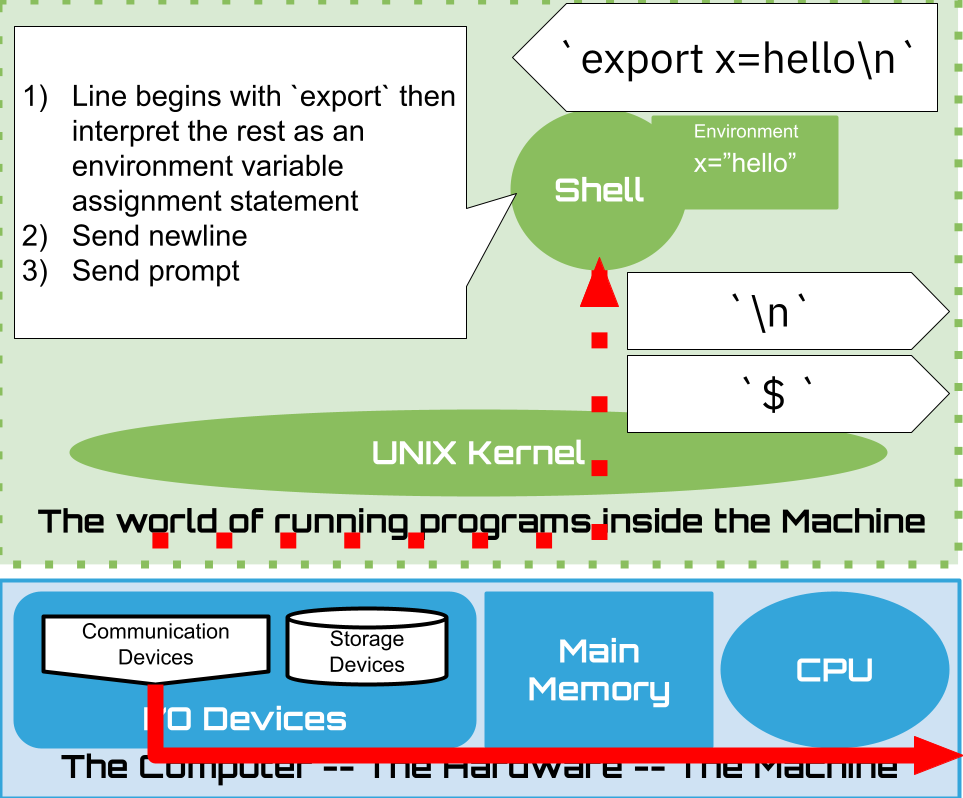 `export x=hello\n`
1) Line begins with `export` then
interpret the rest as an
environment variable
assignment statement
2) Send newline
3) Send prompt
Environment
x=”hello”
Shell
`\n`
`$ `
UNIX Kernel
The world of running programs inside the Machine
Communication
Devices
Storage
Devices
I/O Devices
Main
Memory
CPU
The Computer -- The Hardware -- The Machine